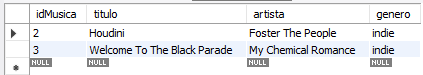 idMusica titulo artista genero
2 Houdini Foster The People indie
3 Welcome To The Black Parade My Chemical Romance indie
NULL NULL NULL NULL